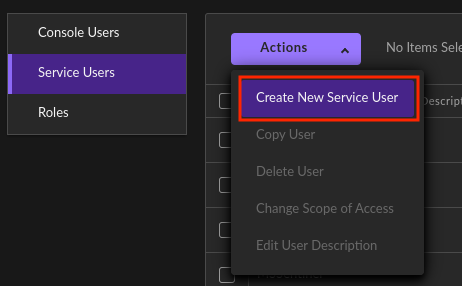 Console Users
Service Users
Roles
Actions
No Items Sele
Create New Service User
Descrip
Copy User
Delete User
Change Scope of Access
Edit User Description